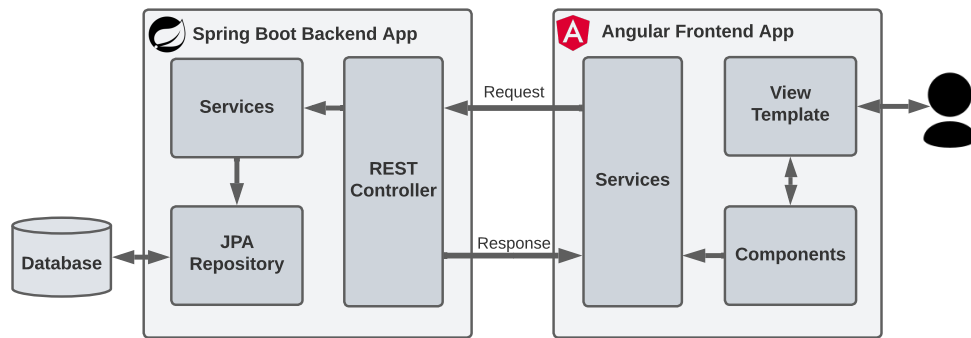 Spring Boot Backend App
Services
REST
Controller
JPA
Repository
Database
Request
Response
Angular Frontend App
Services
View
Template
Components
A